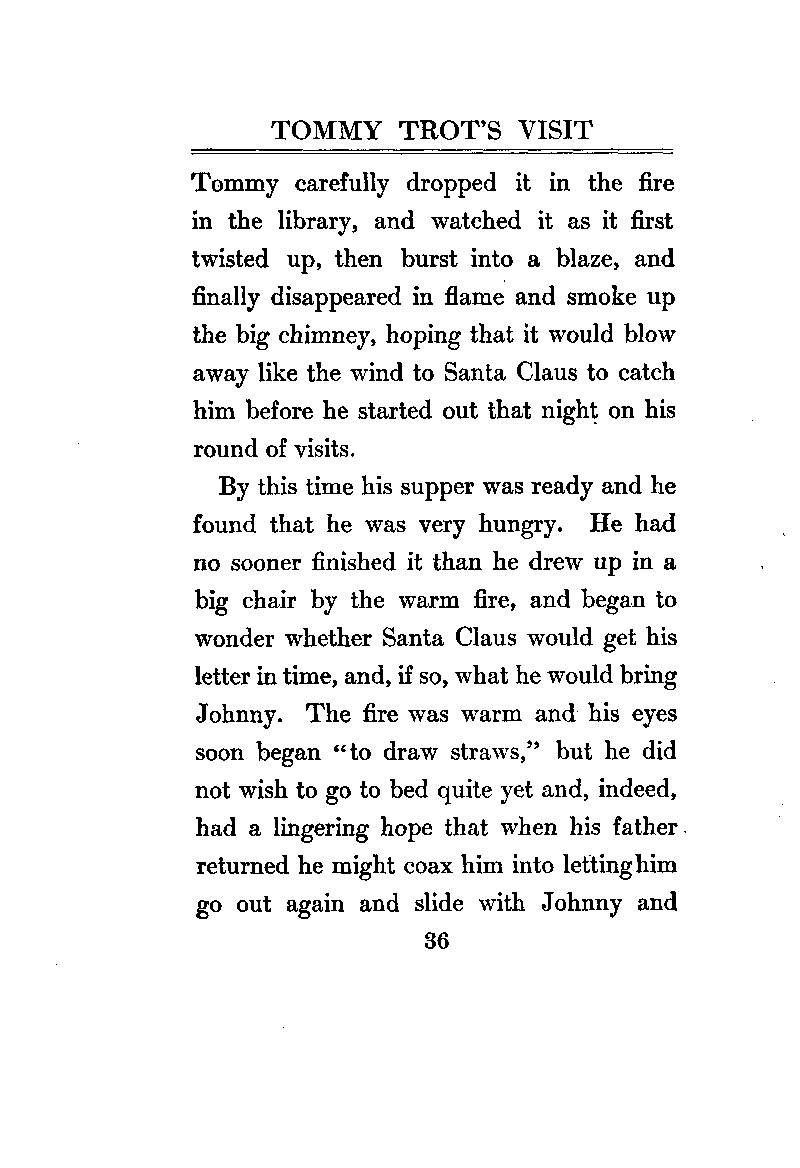 TOMMY TROT'S VISIT
Tommy carefully dropped it in the fire
in the library, and watched it as it first
twisted up, then burst into a blaze, and
finally disappeared in flame and smoke up
the big chimney, hoping that it would blow
away like the wind to Santa Claus to catch
him before he started out that night on his
round of visits.
By this time his supper was ready and he
found that he was very hungry. He had
no sooner finished it than he drew up in a
big chair by the warm fire, and began to
wonder whether Santa Claus would get his
letter in time, and, if so, what he would bring
Johnny. The fire was warm and his eyes
soon began “to draw straws,” but he did
not wish to go to bed quite yet and, indeed,
had a lingering hope that when his father
returned he might coax him into lettinghim
go out again and slide with Johnny and
36